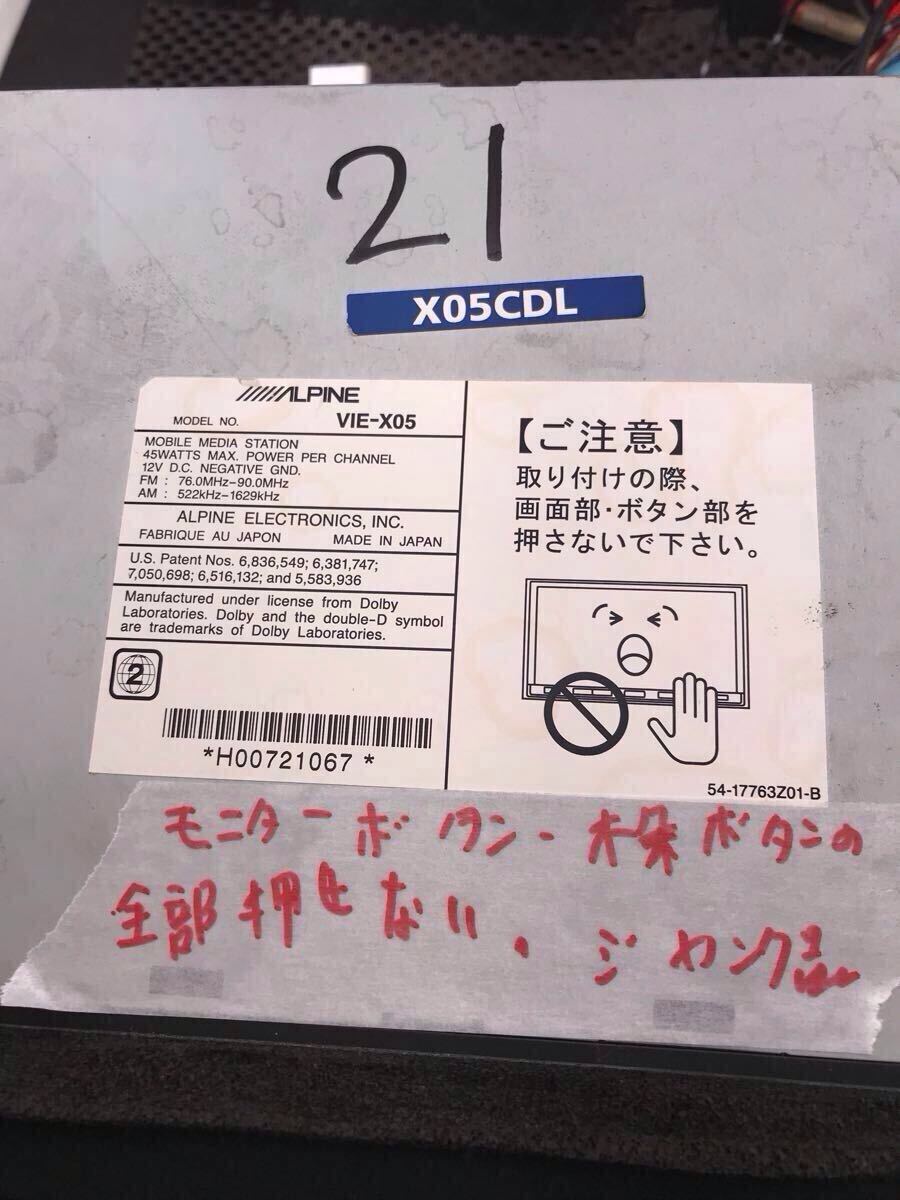 21
X05CDL
ALPINE
MODEL NO. VIE-X05
MOBILE MEDIA STATION
45WATTS MAX. POWER PER CHANNEL
12V D.C. NEGATIVE GND.
FM : 76.0MHz-90.0MHz
AM : 522kHz-1629kHz
ALPINE ELECTRONICS, INC.
FABRIQUE AU JAPON MADE IN JAPAN
U.S. Patent Nos. 6,836,549; 6,381,747;
7,050,698; 6,516,132; and 5,583,936
Manufactured under license from Dolby
Laboratories. Dolby and the double-D symbol
are trademarks of Dolby Laboratories.
2
*H00721067 *
【ご注意】
取り付けの際、
画面部・ボタン部を
押さないで下さい。
54-17763Z01-B
モニターボタン・ボタンの
全部押せない、ジャンク品